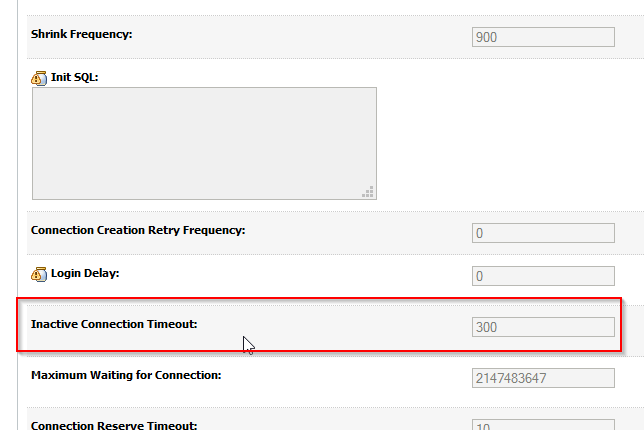 Shrink Frequency: 900
Init SQL:
Connection Creation Retry Frequency: 0
Login Delay: 0
Inactive Connection Timeout: 300
Maximum Waiting for Connection: 2147483647
Connection Reserve Timeout: 10